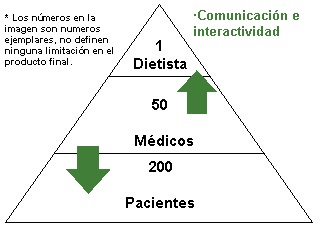 * Los números en la
imagen son numeros
ejemplares, no definen
ninguna limitación en el
producto final.
·Comunicación e
interactividad
1
Dietista
50
Médicos
200
Pacientes